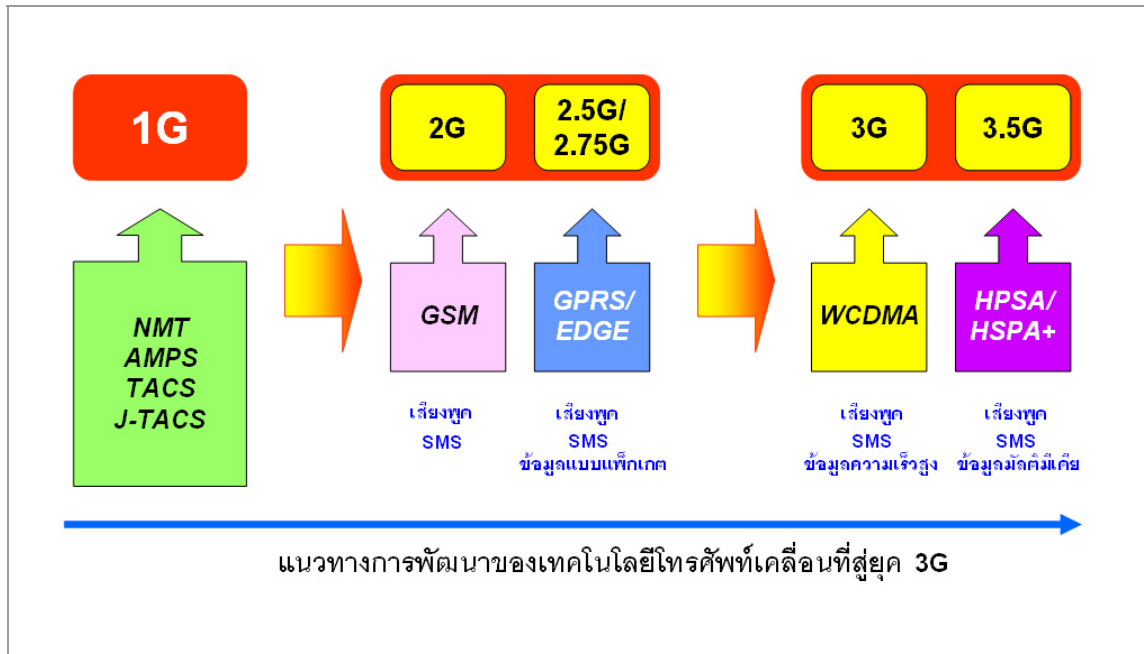 1G
2G
2.5G/
2.75G
3G
3.5G
NMT
AMPS
TACS
J-TACS
GSM
GPRS/
EDGE
WCDMA
HPSA/
HSPA+
เสียงพูด
SMS
เสียงพูด
SMS
ข้อมูลแบบแพ็กเกต
เสียงพูด
SMS
ข้อมูลความเร็วสูง
เสียงพูด
SMS
ข้อมูลมัลติมีเดีย
แนวทางการพัฒนาของเทคโนโลยีโทรศัพท์เคลื่อนที่สู่ยุค 3G